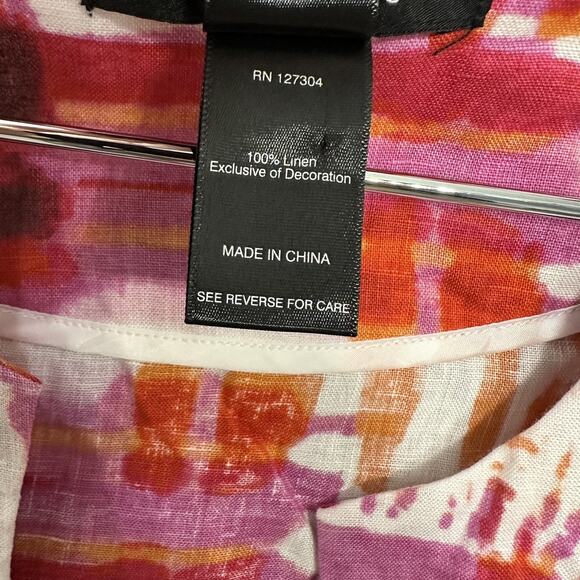 RN 127304
100% Linen
Exclusive of Decoration
MADE IN CHINA
SEE REVERSE FOR CARE